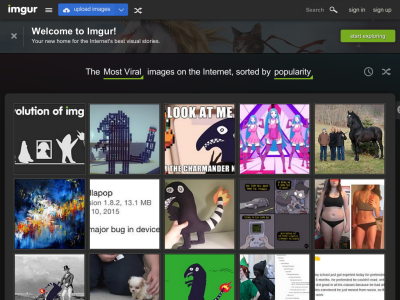 imgur
upload images
Search
sign in
sign up
Welcome to Imgur!
Your new home for the Internet's best visual stories.
start exploring
The Most Viral images on the Internet, sorted by popularity
volution of img
LOOK AT ME
THE CHARMANDER N
llapop
sion 1.8.2, 13.1 MB
10, 2015
major bug in device